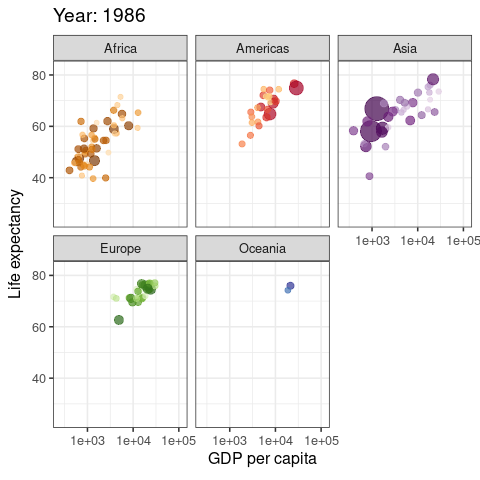 Year: 1986
Africa
Americas
Asia
80
60
40
1e+03 1e+04 1e+05
Europe
Oceania
80
60
40
1e+03 1e+04 1e+05
1e+03 1e+04 1e+05
GDP per capita
Life expectancy